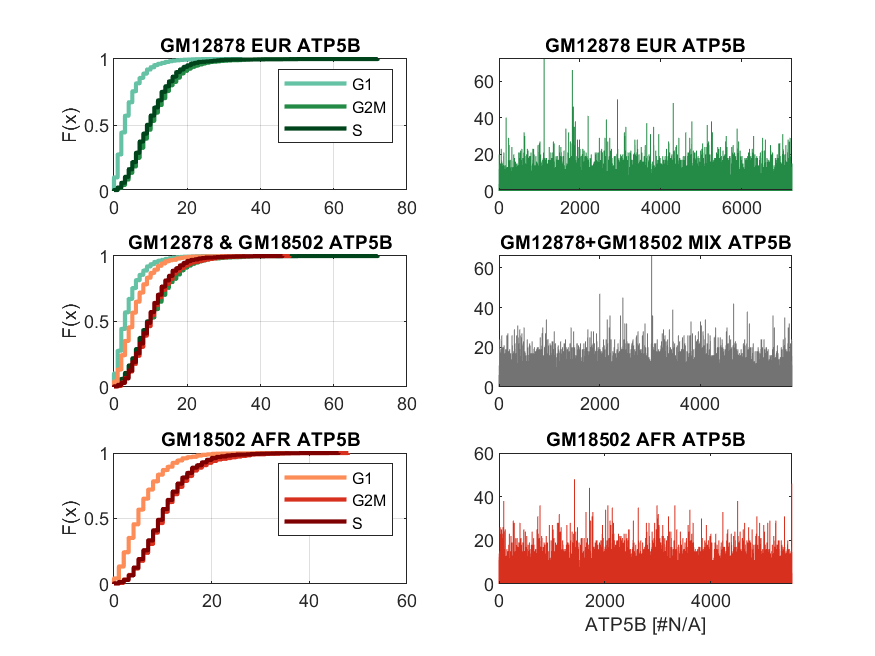 GM12878 EUR ATP5B
1
0.5
0
F(x)
0 20 40 60 80
G1
G2M
S
GM12878 EUR ATP5B
60
40
20
0
0 2000 4000 6000
GM12878 & GM18502 ATP5B
1
0.5
0
F(x)
0 20 40 60 80
GM12878+GM18502 MIX ATP5B
60
40
20
0
0 2000 4000
GM18502 AFR ATP5B
1
0.5
0
F(x)
0 20 40 60
G1
G2M
S
GM18502 AFR ATP5B
60
40
20
0
0 2000 4000
ATP5B [#N/A]